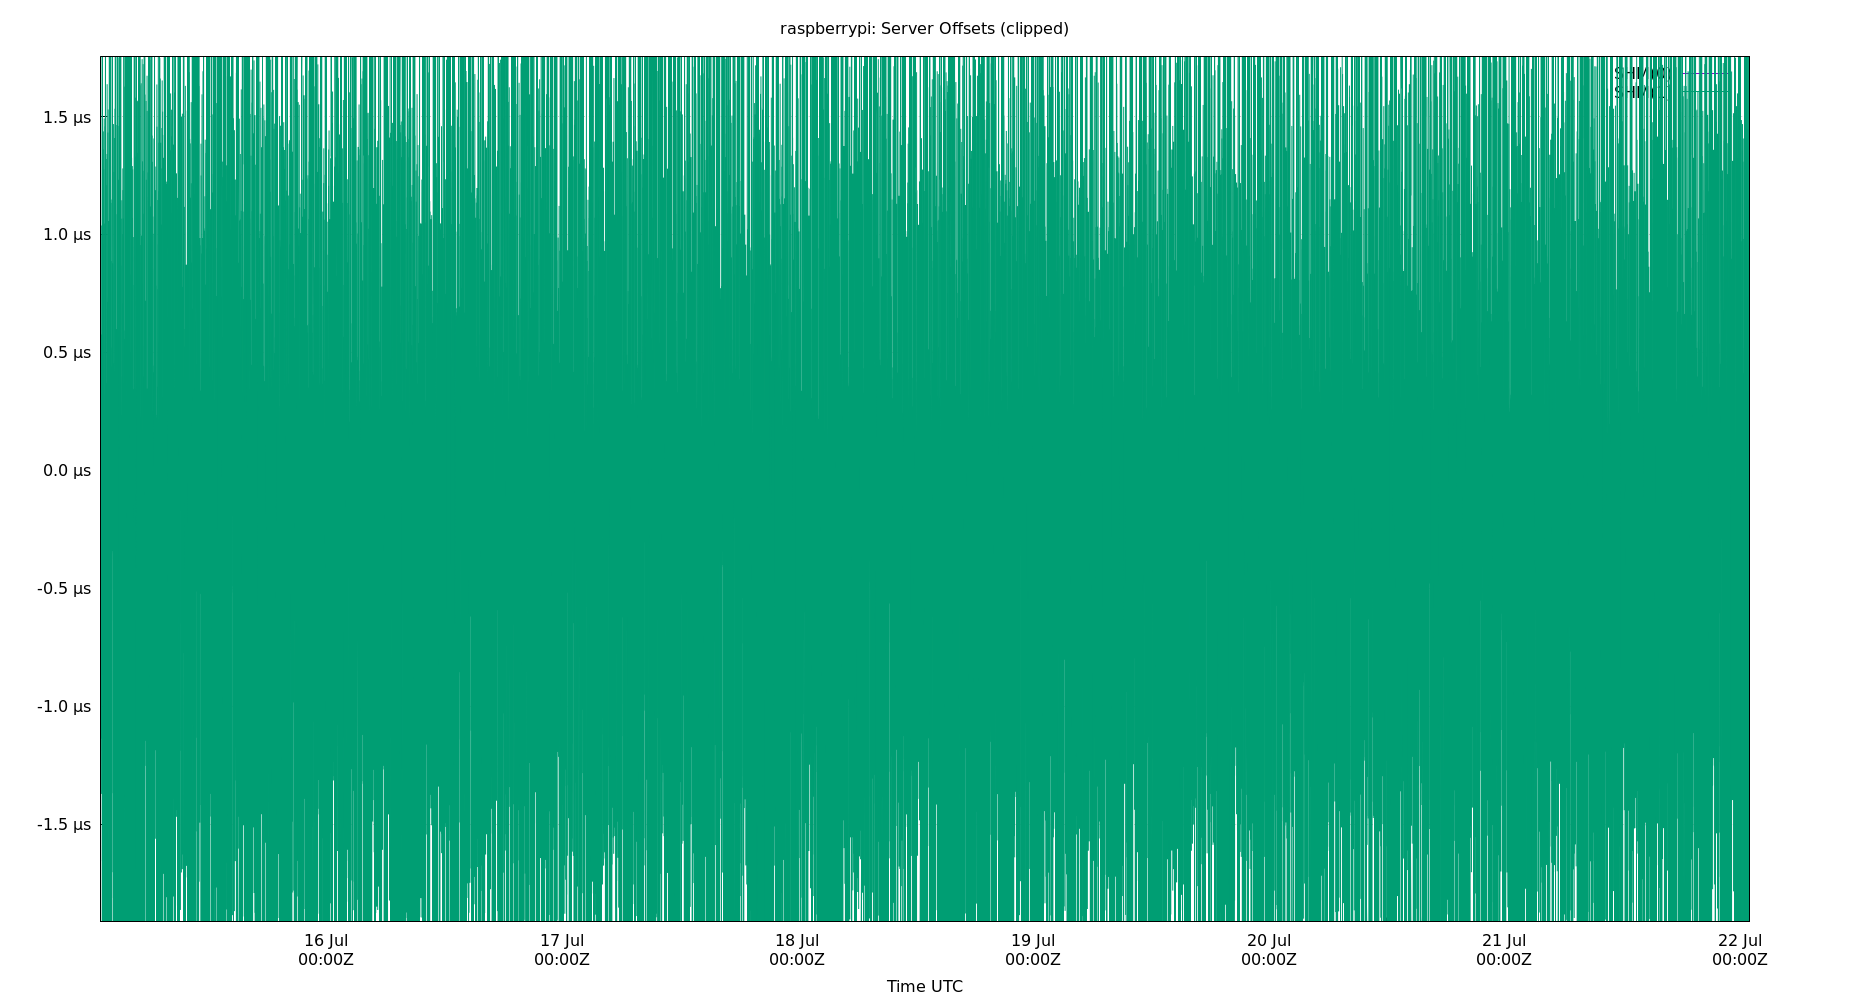 raspberrypi: Server Offsets (clipped)
1.5 µs
1.0 µs
0.5 µs
0.0 µs
-0.5 µs
-1.0 µs
-1.5 µs
16 Jul 17 Jul 18 Jul 19 Jul 20 Jul 21 Jul 22 Jul
00:00Z 00:00Z 00:00Z 00:00Z 00:00Z 00:00Z 00:00Z
Time UTC